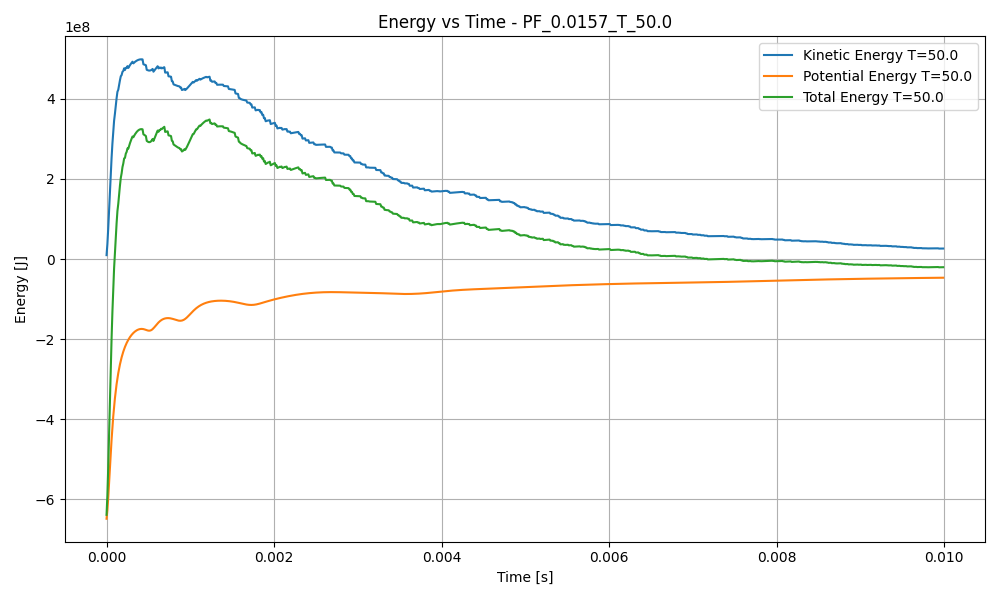 Energy vs Time - PF_0.0157_T_50.0
1e8
Kinetic Energy T=50.0
Potential Energy T=50.0
Total Energy T=50.0
Energy [J]
4
2
0
−2
−4
−6
0.000 0.002 0.004 0.006 0.008 0.010
Time [s]